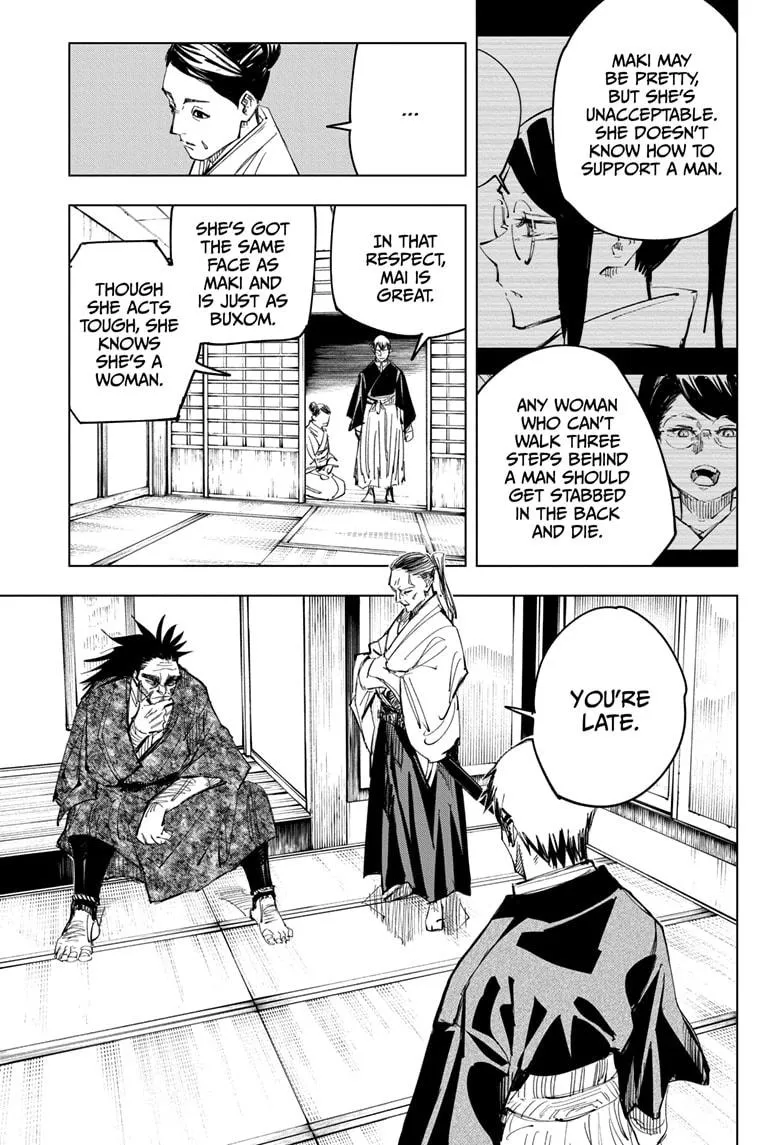 MAKI MAY
BE PRETTY,
BUT SHE'S
UNACCEPTABLE.
SHE DOESN'T
KNOW HOW TO
SUPPORT A MAN.
ANY WOMAN
WHO CAN'T
WALK THREE
STEPS BEHIND
A MAN SHOULD
GET STABBED
IN THE BACK
AND DIE.
...
IN THAT
RESPECT,
MAI IS
GREAT.
SHE'S GOT
THE SAME
FACE AS
MAKI AND
IS JUST AS
BUXOM.
THOUGH
SHE ACTS
TOUGH, SHE
KNOWS
SHE'S A
WOMAN.
YOU'RE
LATE.